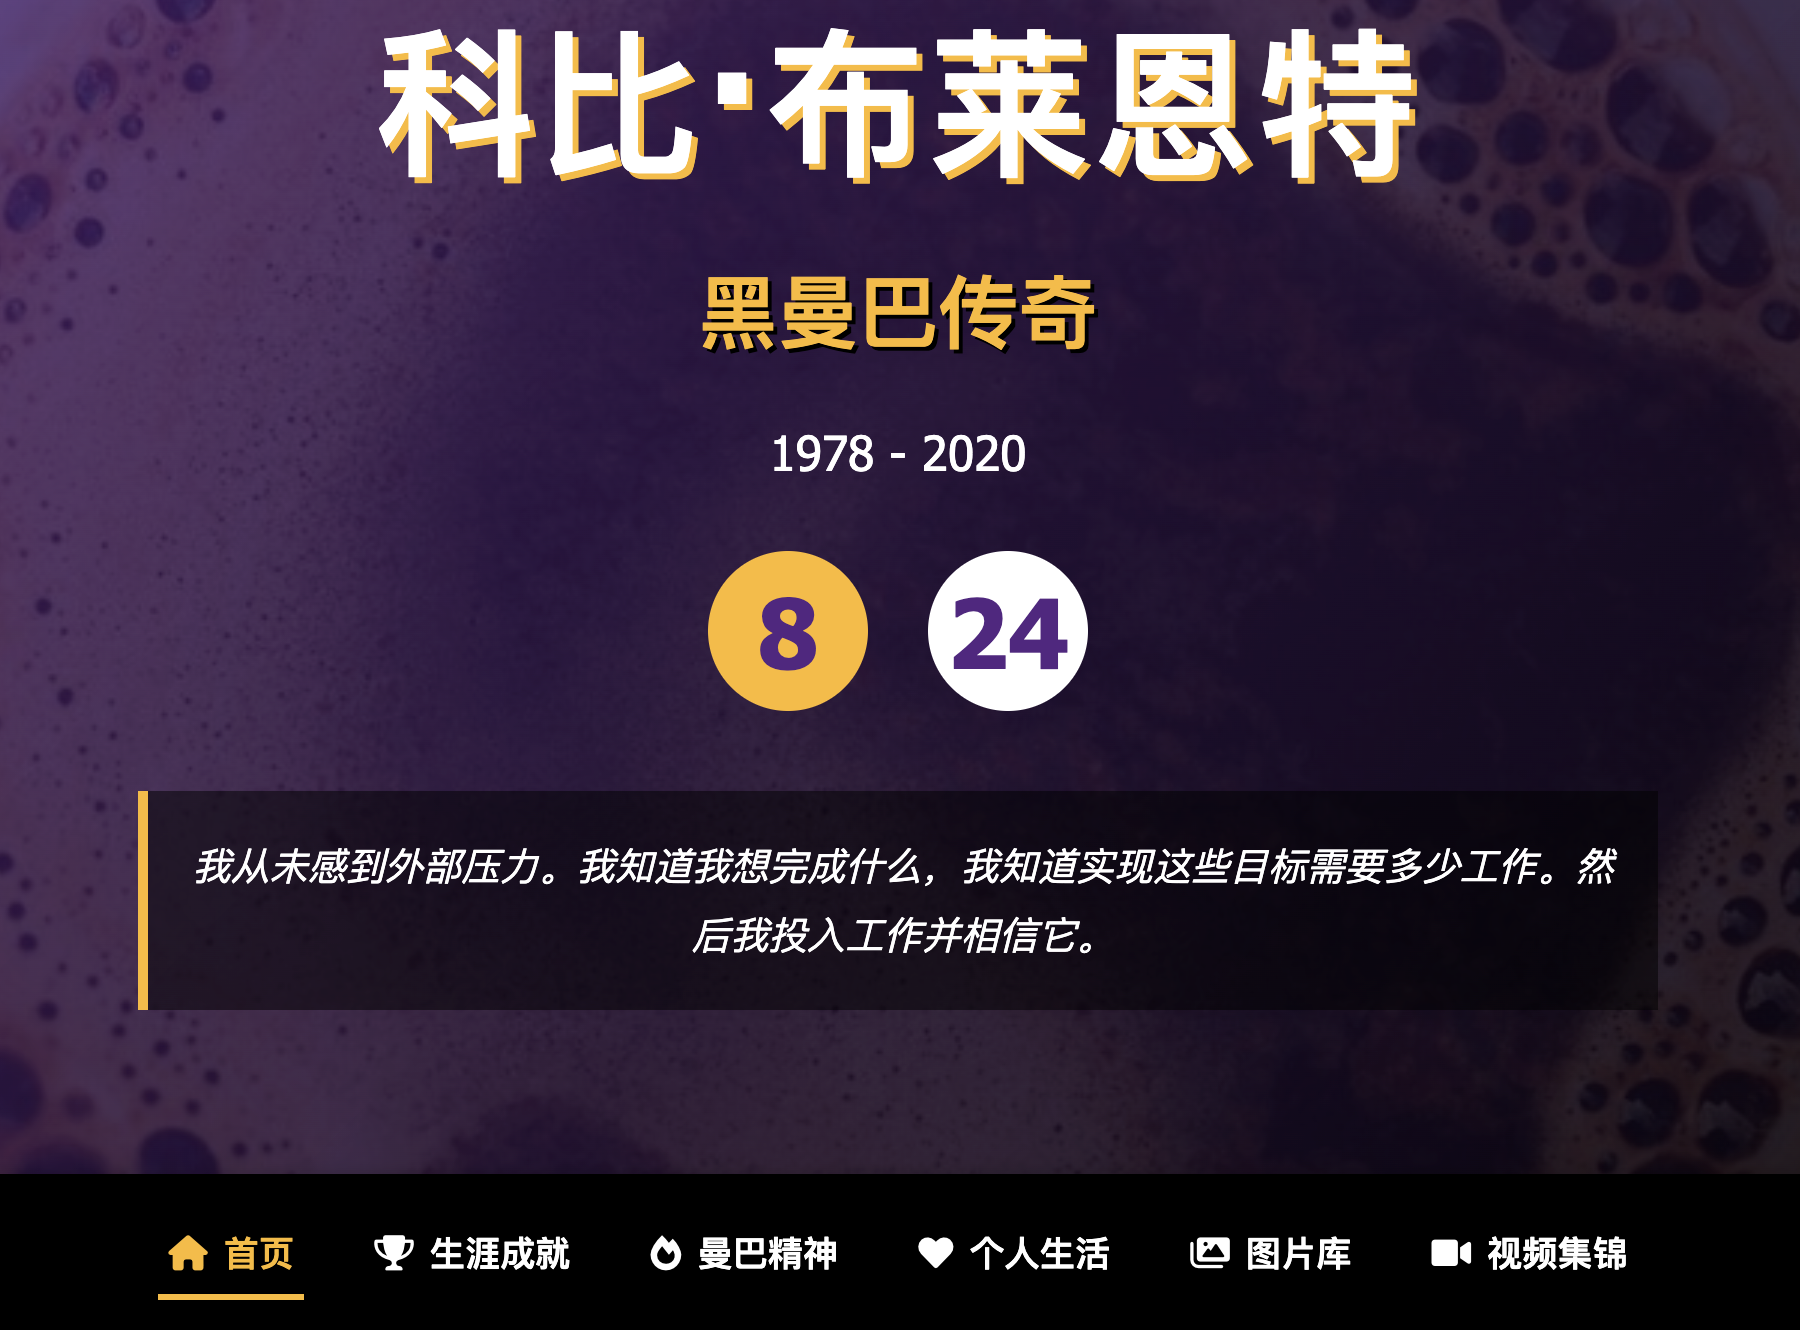 科比·布莱恩特
黑曼巴传奇
1978 - 2020
8 24
我从未感到外部压力。我知道我想完成什么，我知道实现这些目标需要多少工作。然
后我投入工作并相信它。
首页 生涯成就 曼巴精神 个人生活 图片库 视频集锦